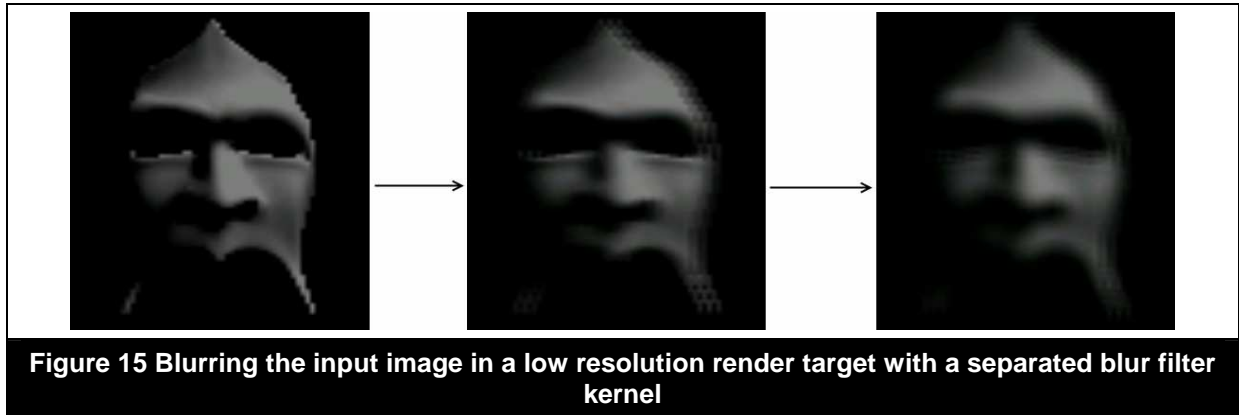 Figure 15 Blurring the input image in a low resolution render target with a separated blur filter
kernel